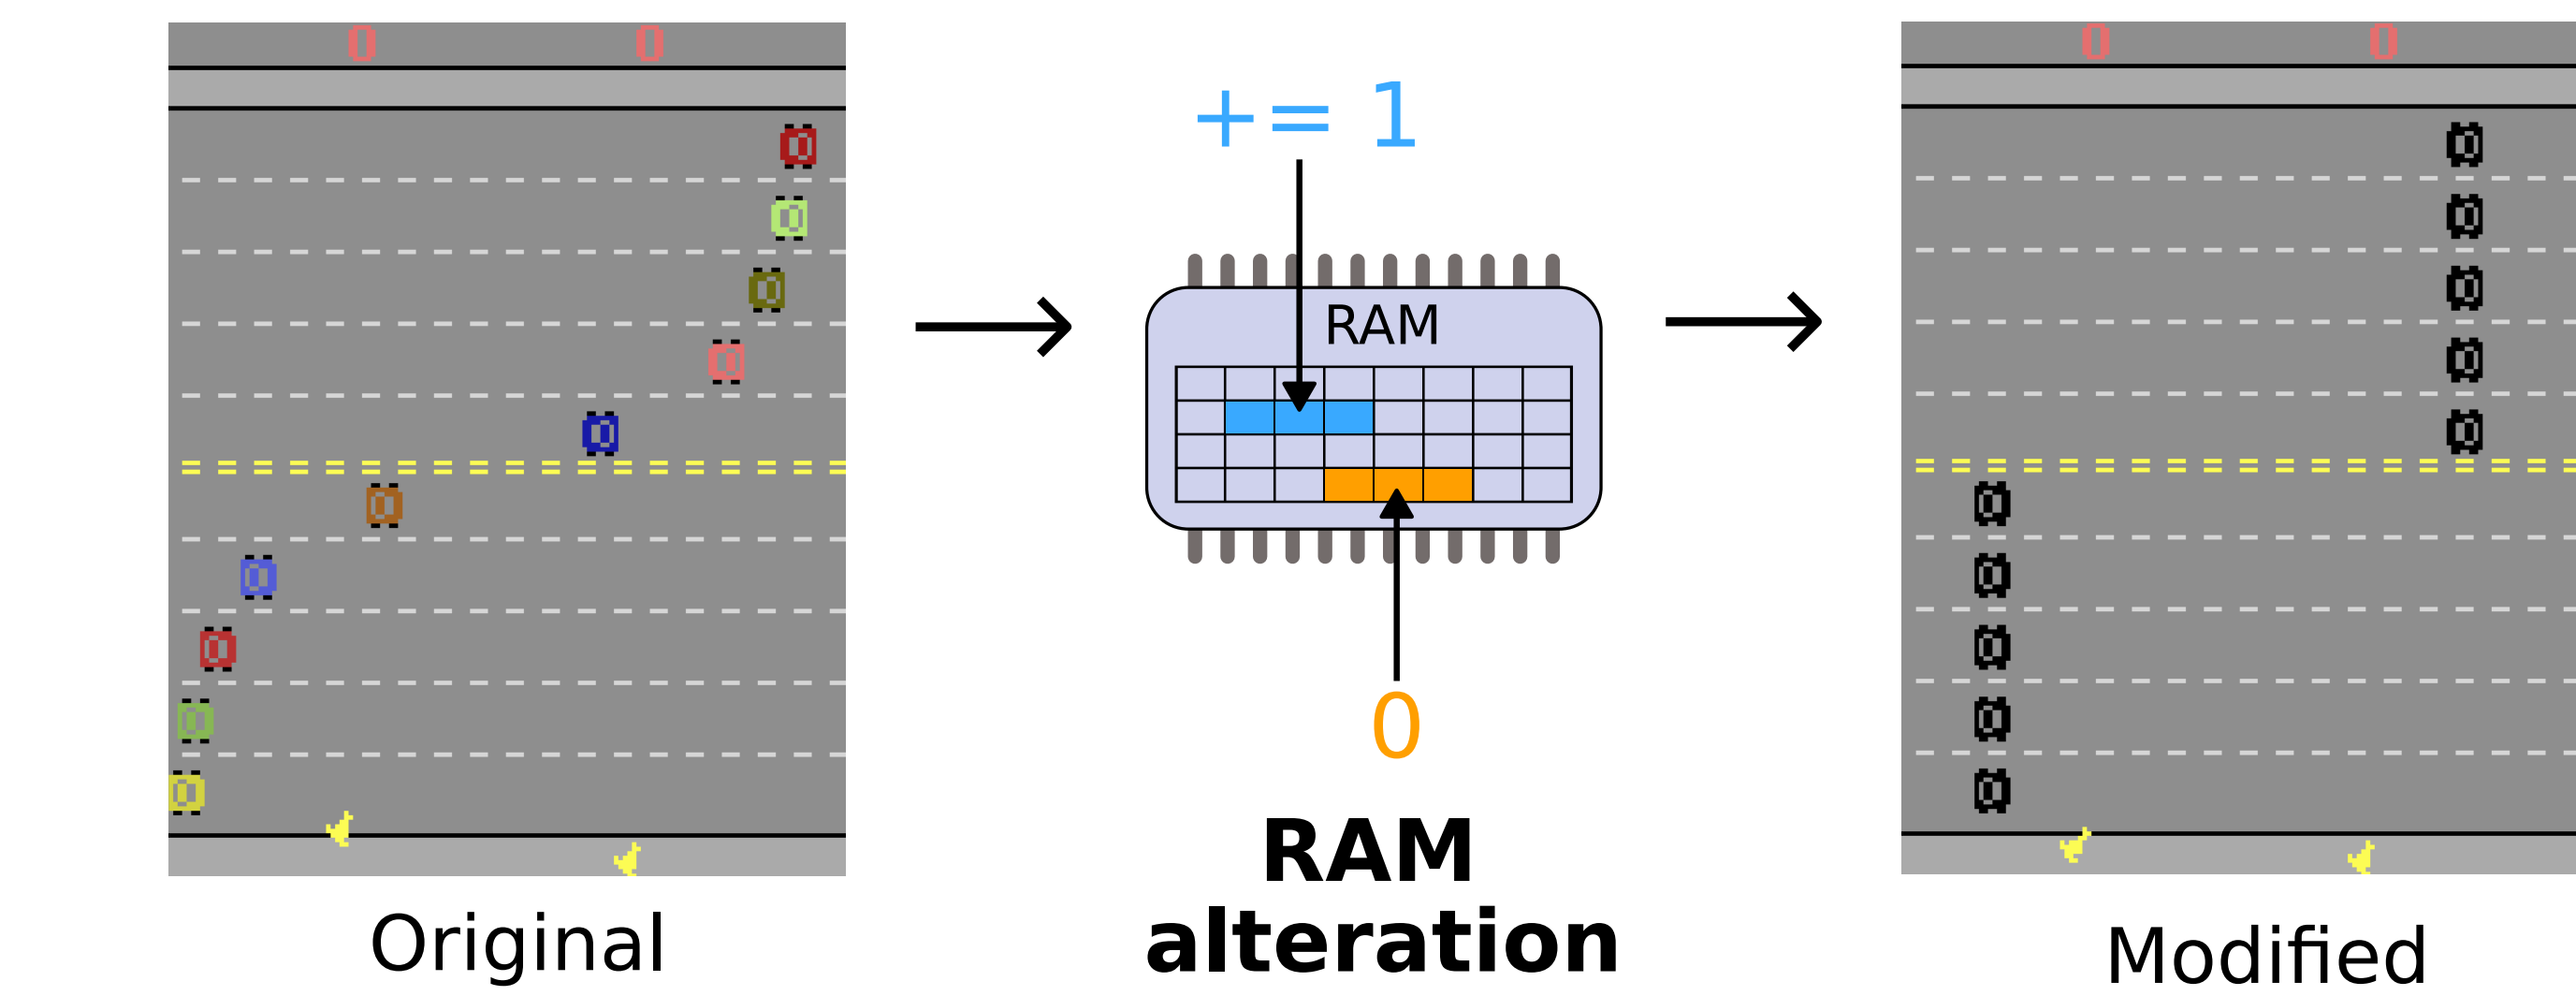 0 0
+= 1
RAM
0
RAM
alteration
Original
0 0
Modified